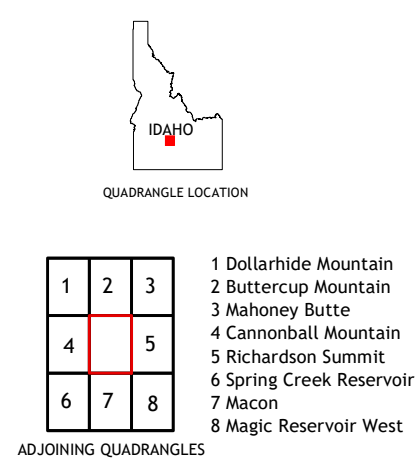 IDAHO
QUADRANGLE LOCATION
1 2 3
4 5
6 7 8
1 Dollarhide Mountain
2 Buttercup Mountain
3 Mahoney Butte
4 Cannonball Mountain
5 Richardson Summit
6 Spring Creek Reservoir
7 Macon
8 Magic Reservoir West
ADJOINING QUADRANGLES